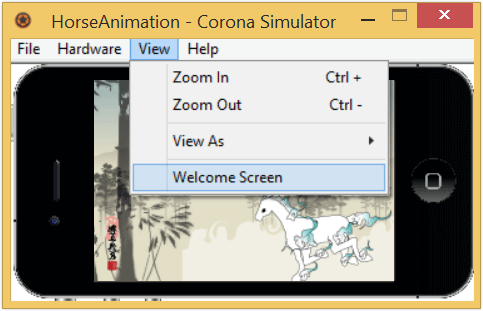 HorseAnimation - Corona Simulator
File Hardware View Help
Zoom In Ctrl +
Zoom Out Ctrl -
View As
Welcome Screen